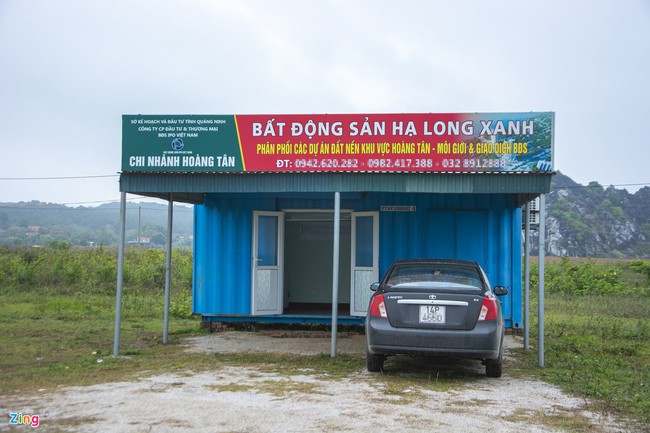 SỞ KẾ HOẠCH VÀ ĐẦU TƯ TỈNH QUẢNG NINH
CÔNG TY CP ĐẦU TƯ & THƯƠNG MẠI
BĐS IPO VIỆT NAM
CHI NHÁNH HOÀNG TÂN
BẤT ĐỘNG SẢN HẠ LONG XANH
PHÂN PHỐI CÁC DỰ ÁN ĐẤT NỀN KHU VỰC HOÀNG TÂN - MÔI GIỚI & GIAO DỊCH BĐS
ĐT: 0942.620.282 - 0982.417.388 - 032 8912888
14P
Zing